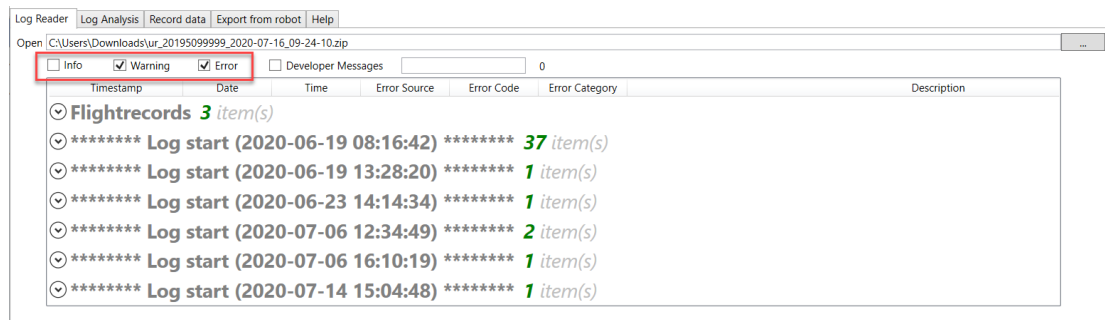 Log Reader Log Analysis Record data Export from robot Help
Open C:\Users\Downloads\ur_20195099999_2020-07-16_09-24-10.zip ...
Info Warning Error Developer Messages 0
Timestamp Date Time Error Source Error Code Error Category Description
Flightrecords 3 item(s)
******** Log start (2020-06-19 08:16:42) ******** 37 item(s)
******** Log start (2020-06-19 13:28:20) ******** 1 item(s)
******** Log start (2020-06-23 14:14:34) ******** 1 item(s)
******** Log start (2020-07-06 12:34:49) ******** 2 item(s)
******** Log start (2020-07-06 16:10:19) ******** 1 item(s)
******** Log start (2020-07-14 15:04:48) ******** 1 item(s)